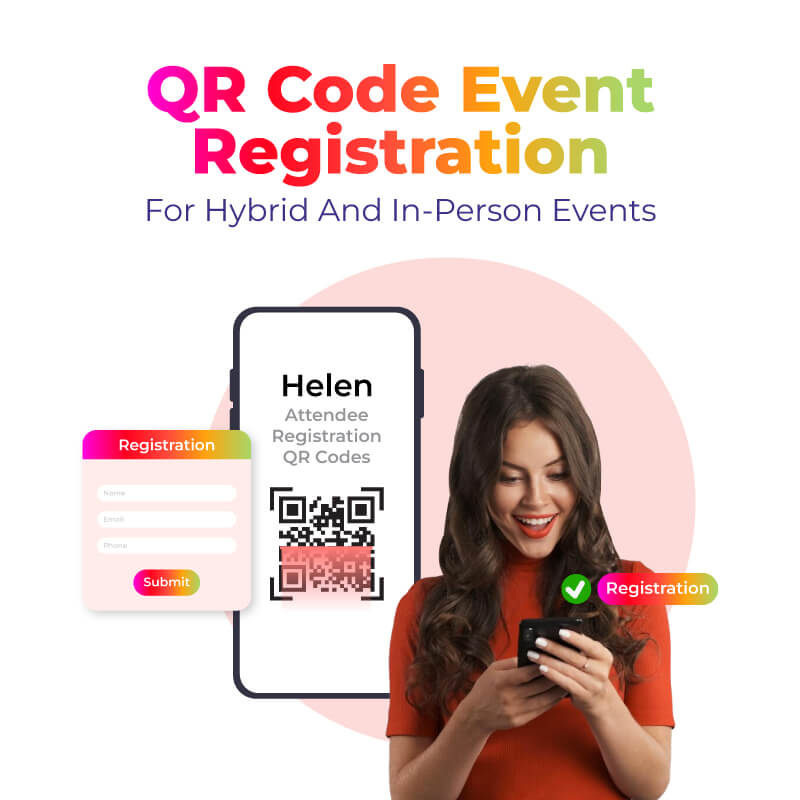 QR Code Event
Registration
For Hybrid And In-Person Events
Helen
Attendee
Registration
QR Codes
Registration
Name
Email
Phone
Submit
Registration